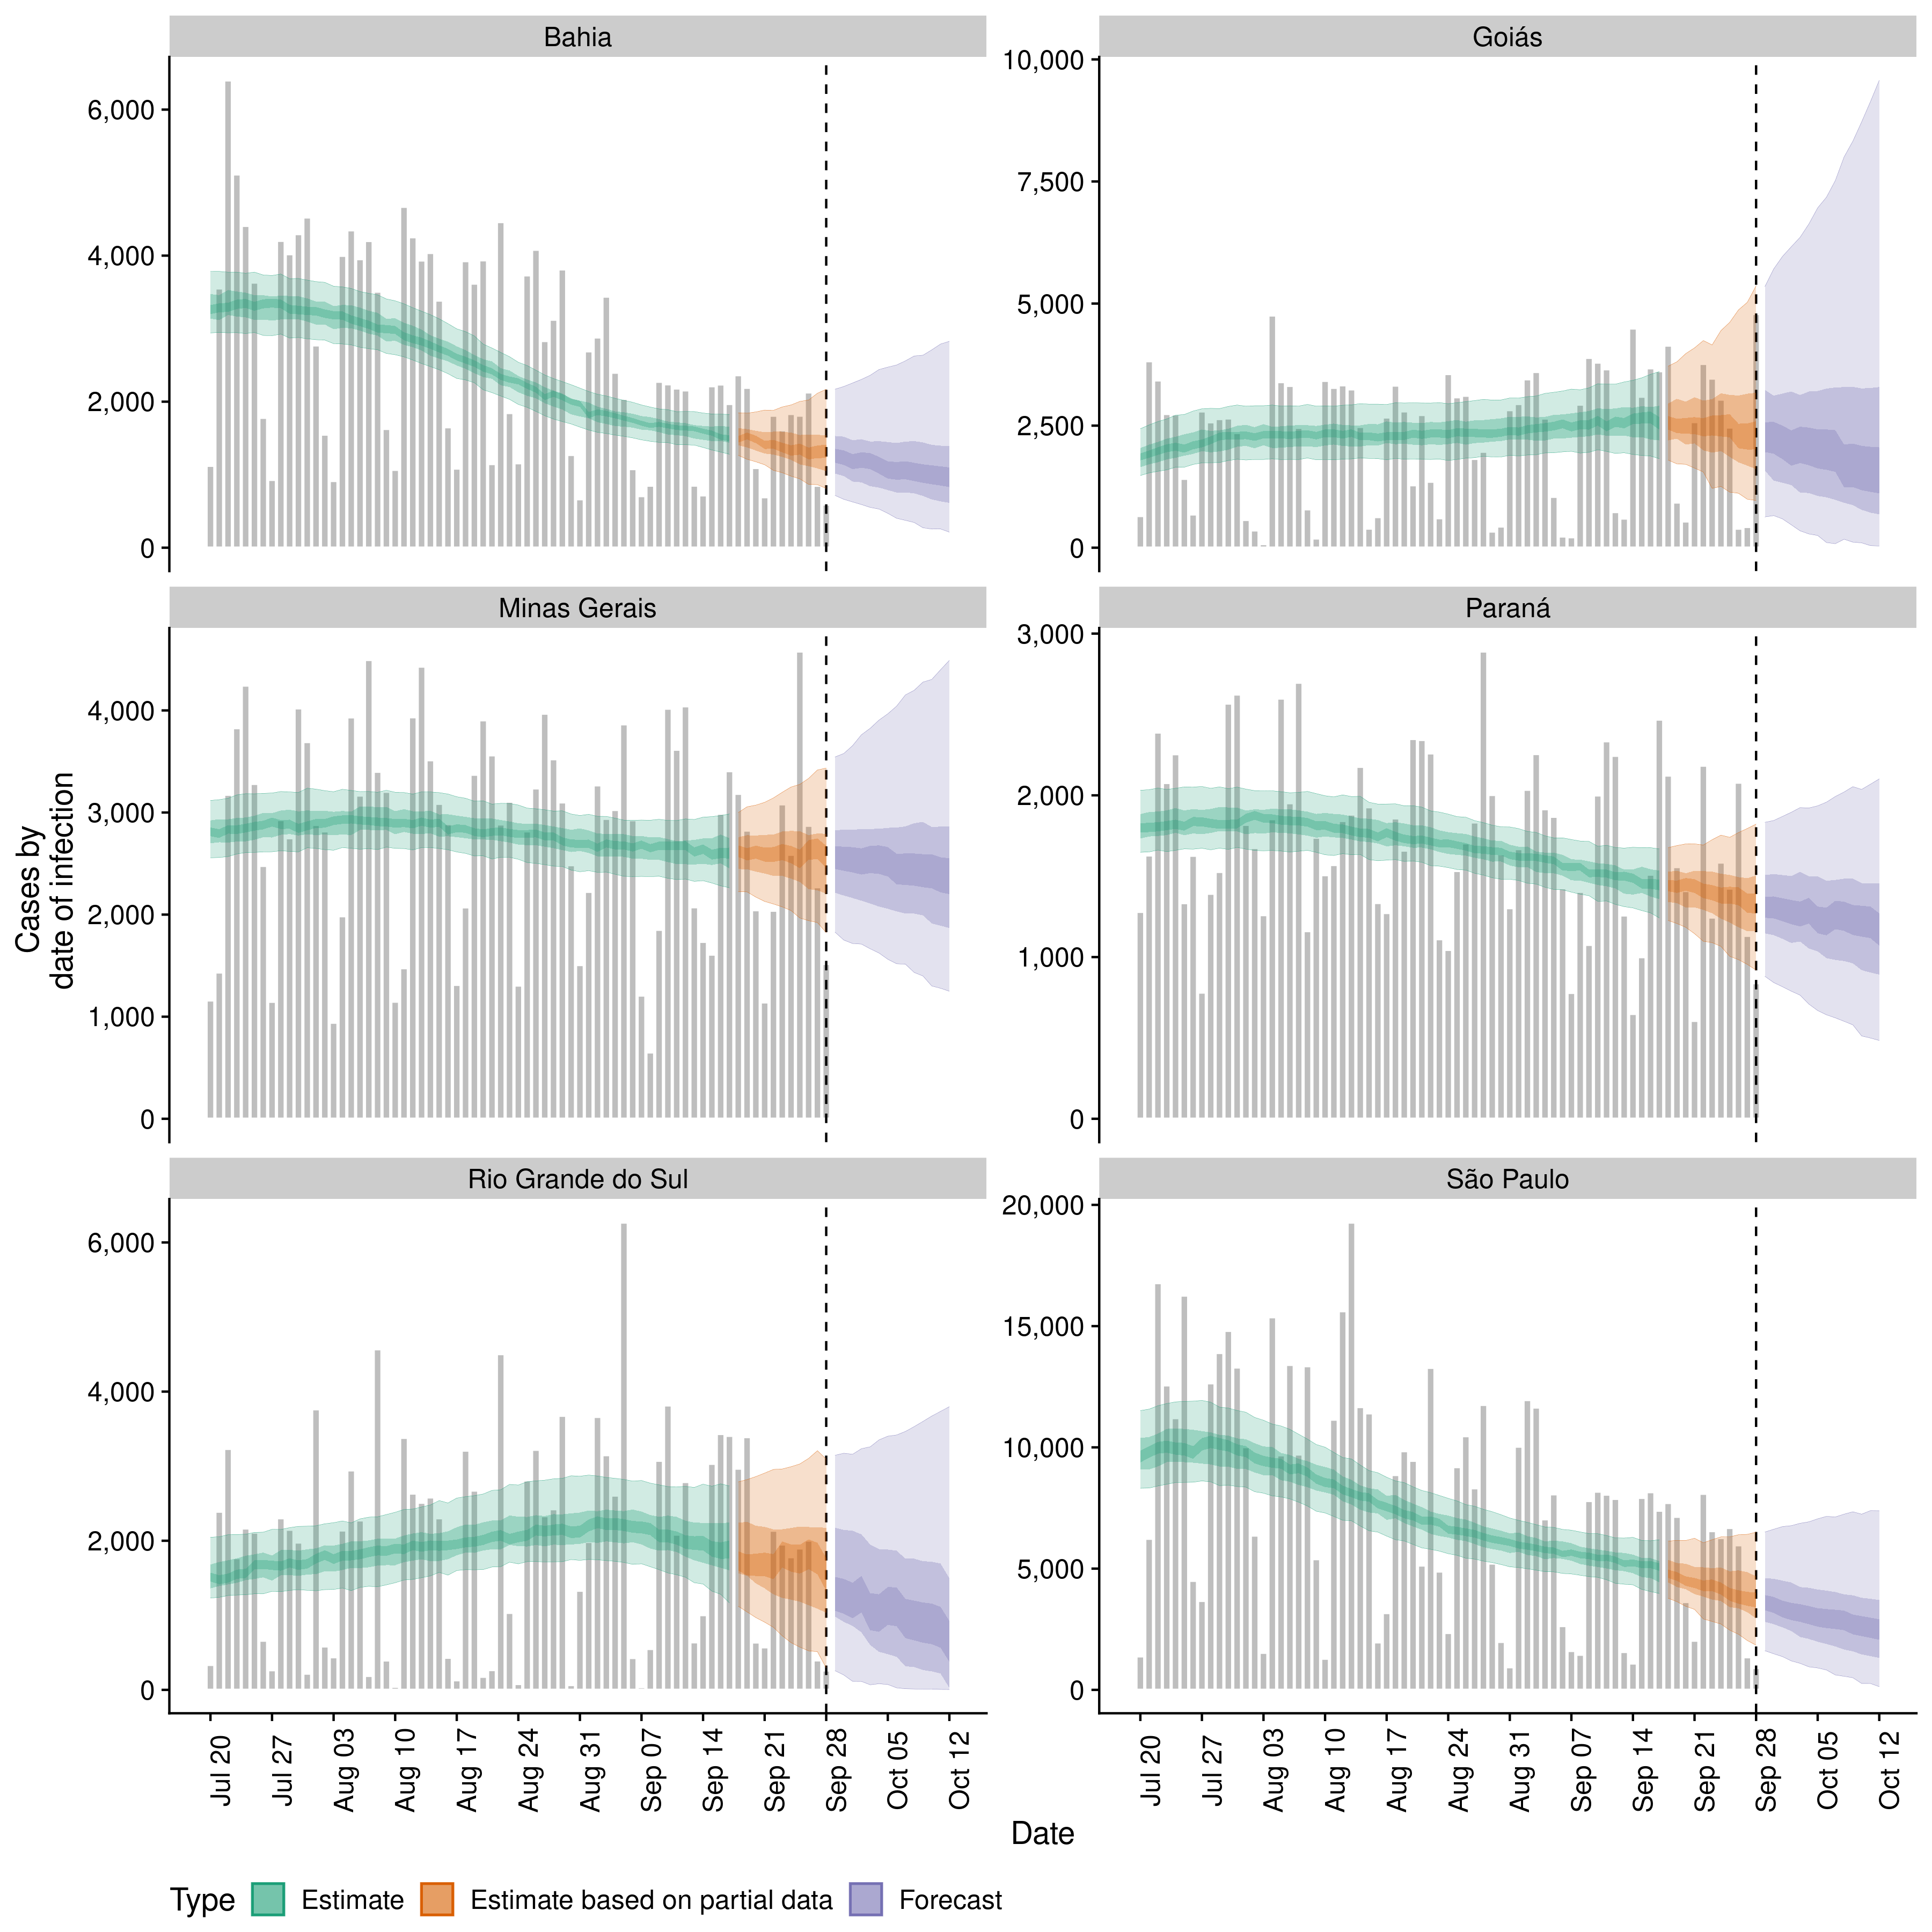 Bahia
Goiás
6,000
4,000
2,000
0
10,000
7,500
5,000
2,500
0
Minas Gerais
Paraná
4,000
3,000
2,000
1,000
0
3,000
2,000
1,000
0
Cases by
date of infection
Rio Grande do Sul
São Paulo
6,000
4,000
2,000
0
20,000
15,000
10,000
5,000
0
Jul 20
Jul 27
Aug 03
Aug 10
Aug 17
Aug 24
Aug 31
Sep 07
Sep 14
Sep 21
Sep 28
Oct 05
Oct 12
Jul 20
Jul 27
Aug 03
Aug 10
Aug 17
Aug 24
Aug 31
Sep 07
Sep 14
Sep 21
Sep 28
Oct 05
Oct 12
Date
Type Estimate Estimate based on partial data Forecast